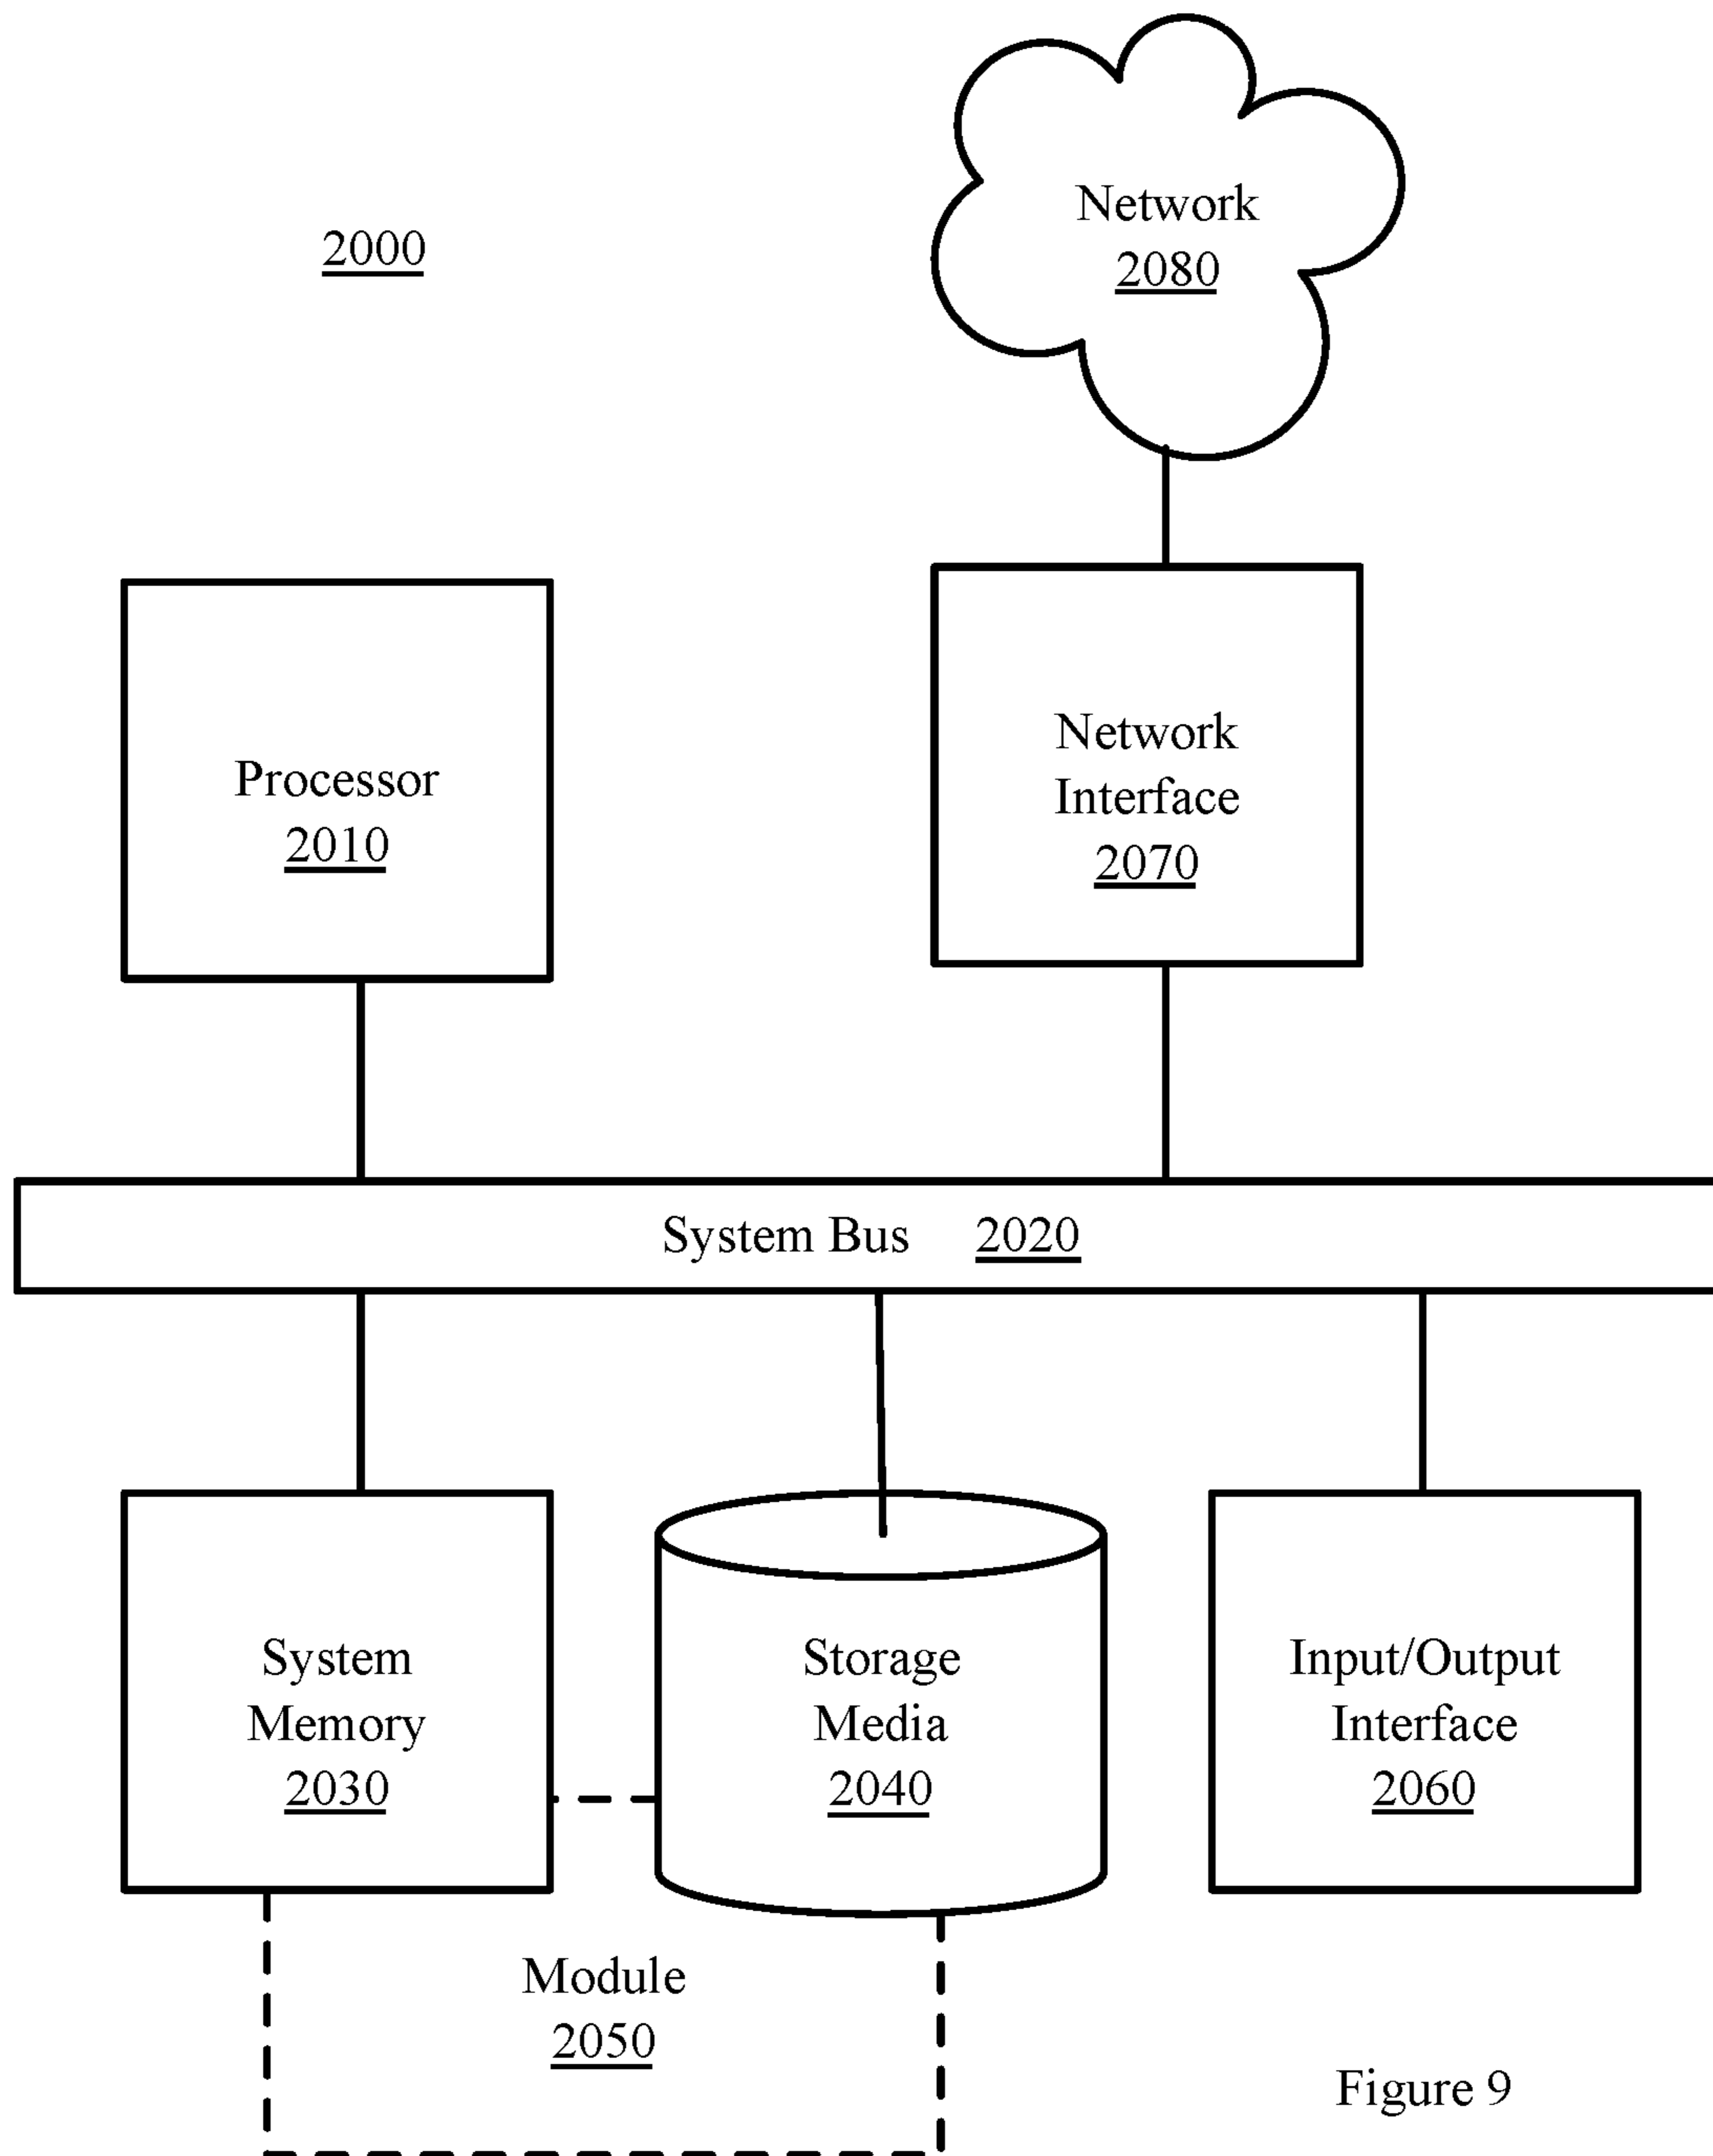 Network
2080
2000
Processor
2010
Network
Interface
2070
System Bus 2020
System
Memory
2030
Storage
Media
2040
Input/Output
Interface
2060
Module
2050
Figure 9